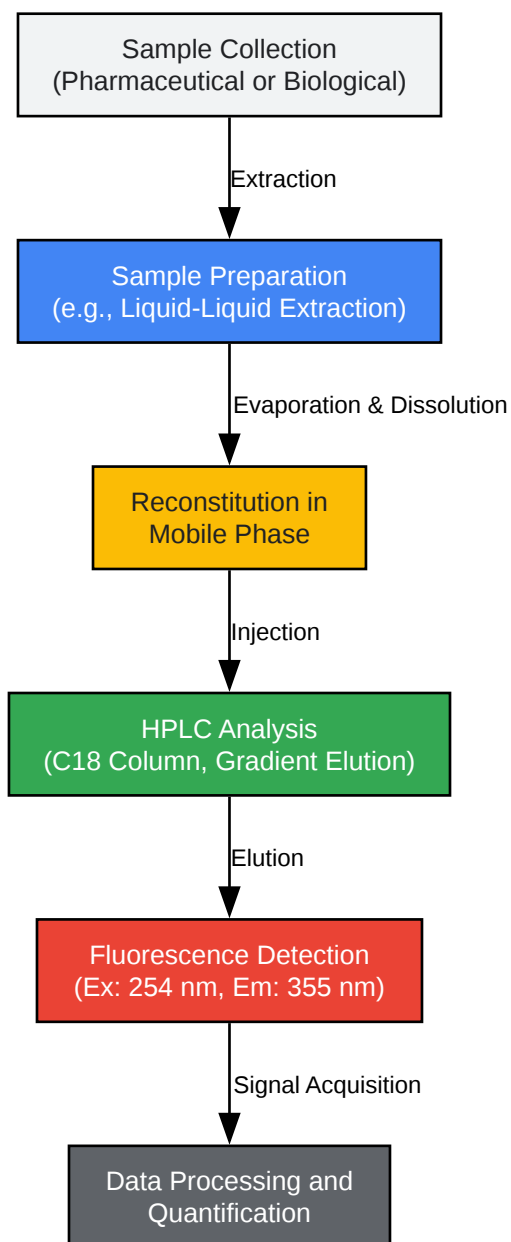 Sample Collection
(Pharmaceutical or Biological)
Extraction
Sample Preparation
(e.g., Liquid-Liquid Extraction)
Evaporation & Dissolution
Reconstitution in
Mobile Phase
Injection
HPLC Analysis
(C18 Column, Gradient Elution)
Elution
Fluorescence Detection
(Ex: 254 nm, Em: 355 nm)
Signal Acquisition
Data Processing and
Quantification